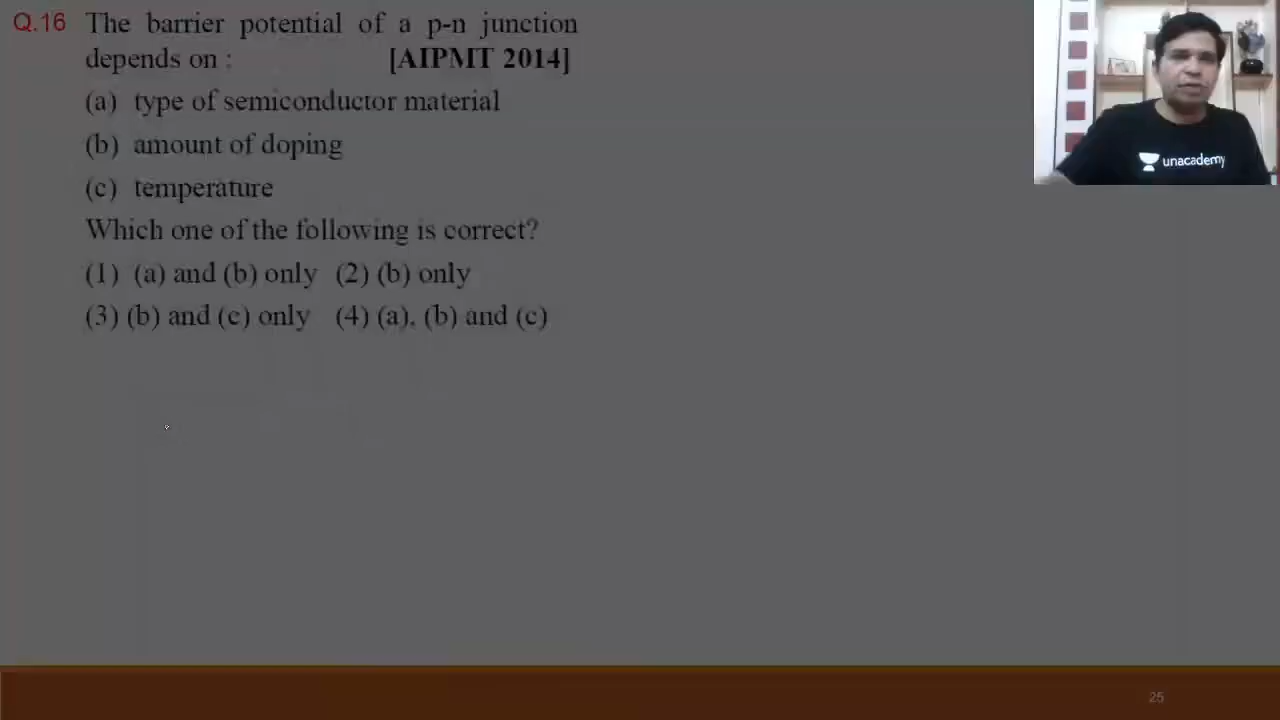 Q.16 The barrier potential of a p-n junction
depends on : [AIPMT 2014]
(a) type of semiconductor material
(b) amount of doping
(c) temperature
Which one of the following is correct?
(1) (a) and (b) only (2) (b) only
(3) (b) and (c) only (4) (a), (b) and (c)
unacademy
25